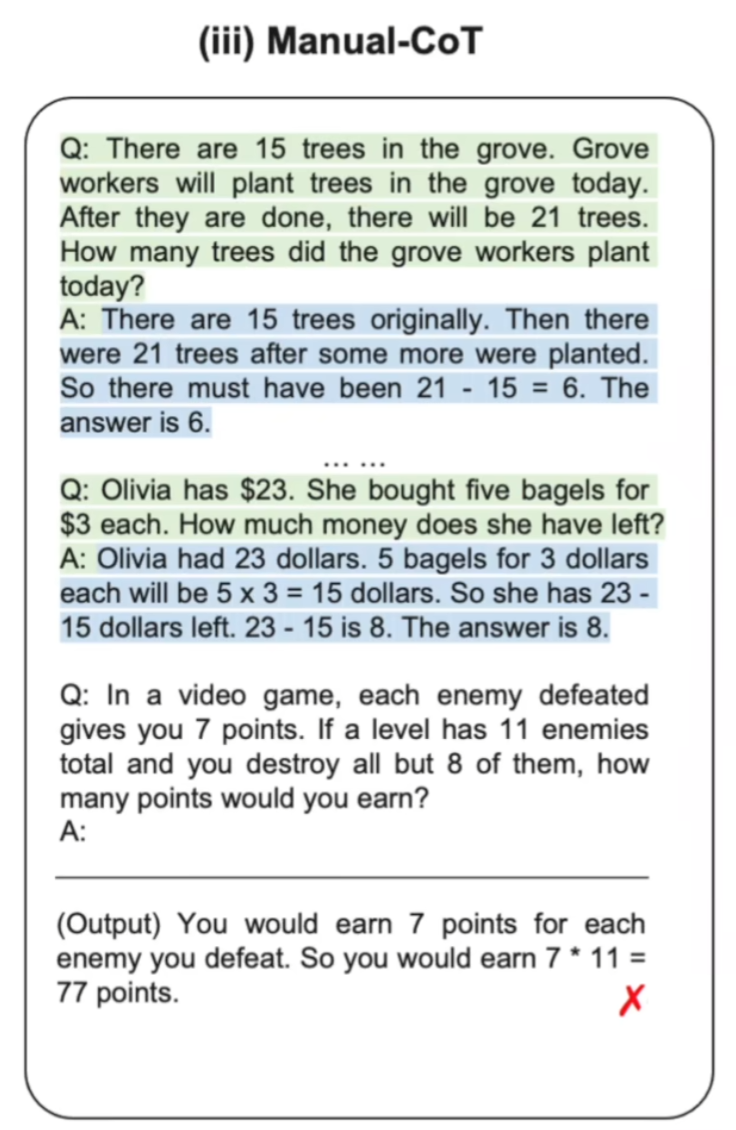 (iii) Manual-CoT
Q: There are 15 trees in the grove. Grove
workers will plant trees in the grove today.
After they are done, there will be 21 trees.
How many trees did the grove workers plant
today?
A: There are 15 trees originally. Then there
were 21 trees after some more were planted.
So there must have been 21 - 15 = 6. The
answer is 6.
... ...
Q: Olivia has $23. She bought five bagels for
$3 each. How much money does she have left?
A: Olivia had 23 dollars. 5 bagels for 3 dollars
each will be 5 x 3 = 15 dollars. So she has 23 -
15 dollars left. 23 - 15 is 8. The answer is 8.
Q: In a video game, each enemy defeated
gives you 7 points. If a level has 11 enemies
total and you destroy all but 8 of them, how
many points would you earn?
A:
(Output) You would earn 7 points for each
enemy you defeat. So you would earn 7 * 11 =
77 points.
✗